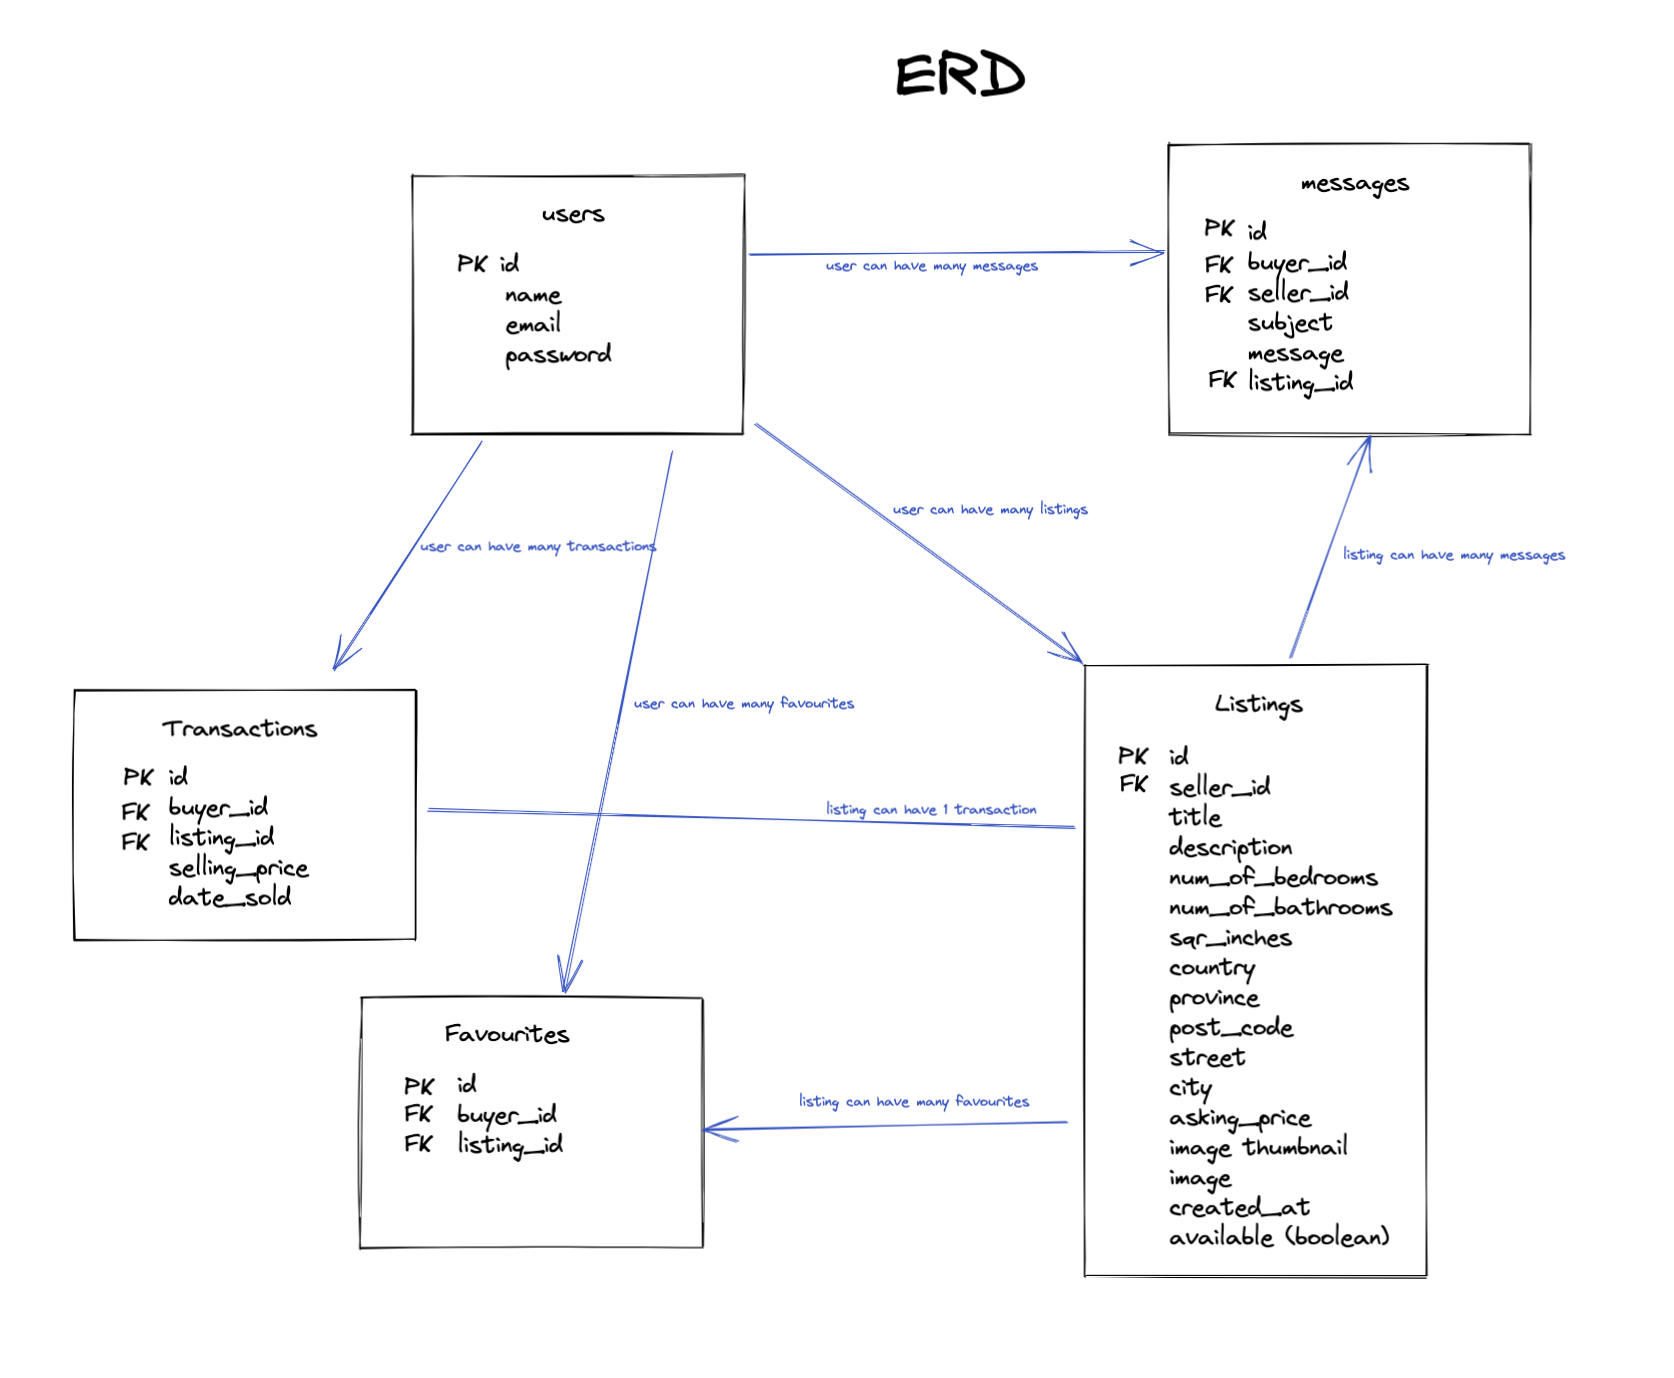 ERD
users
PK id
name
email
password
user can have many messages
messages
PK id
FK buyer_id
FK seller_id
subject
message
FK listing_id
user can have many transactions
user can have many listings
listing can have many messages
user can have many favourites
Transactions
PK id
FK buyer_id
FK listing_id
selling_price
date_sold
listing can have 1 transaction
Listings
PK id
FK seller_id
title
description
num_of_bedrooms
num_of_bathrooms
sqr_inches
country
province
post_code
street
city
asking_price
image thumbnail
image
created_at
available (boolean)
Favourites
PK id
FK buyer_id
FK listing_id
listing can have many favourites